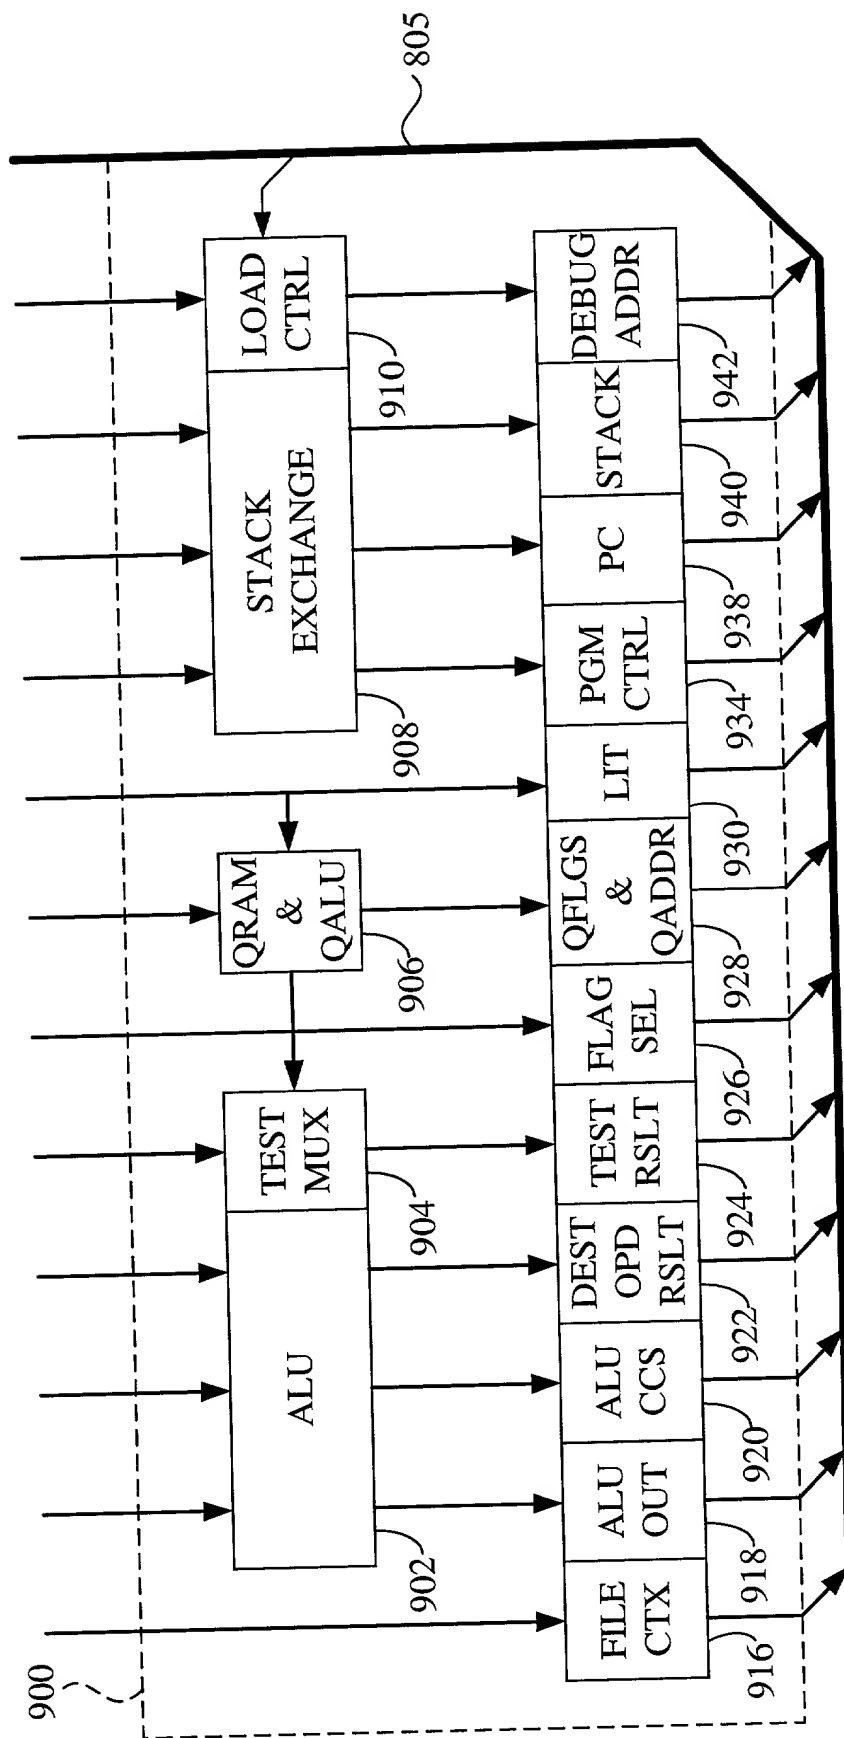 900
805
ALU
902
TEST
MUX
904
QRAM
&
QALU
906
STACK
EXCHANGE
908
LOAD
CTRL
910
FILE
CTX
916
ALU
OUT
918
ALU
CCS
920
DEST
OPD
RSLT
922
TEST
RSLT
924
FLAG
SEL
926
QFLGS
&
QADDR
928
LIT
930
PGM
CTRL
934
PC
938
STACK
940
DEBUG
ADDR
942